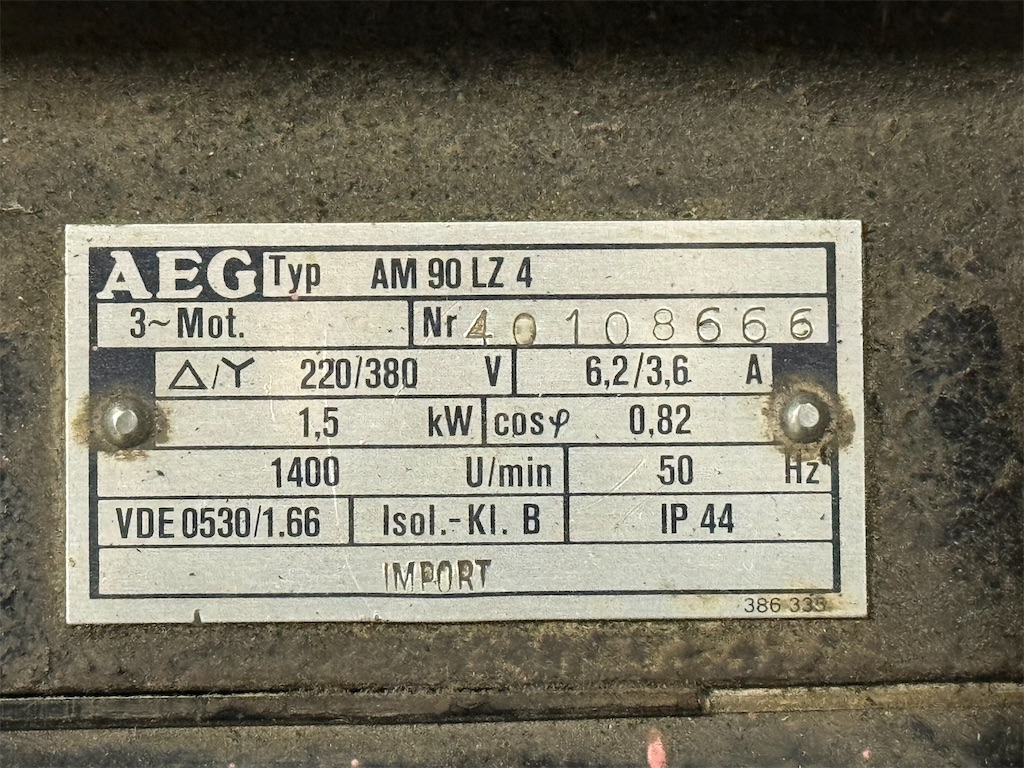 AEG Typ AM 90 LZ 4
3~ Mot. Nr 40108666
△/Y 220/380 V 6,2/3,6 A
1,5 kW cosφ 0,82
1400 U/min 50 Hz
VDE 0530/1.66 Isol.-Kl. B IP 44
IMPORT
386 335